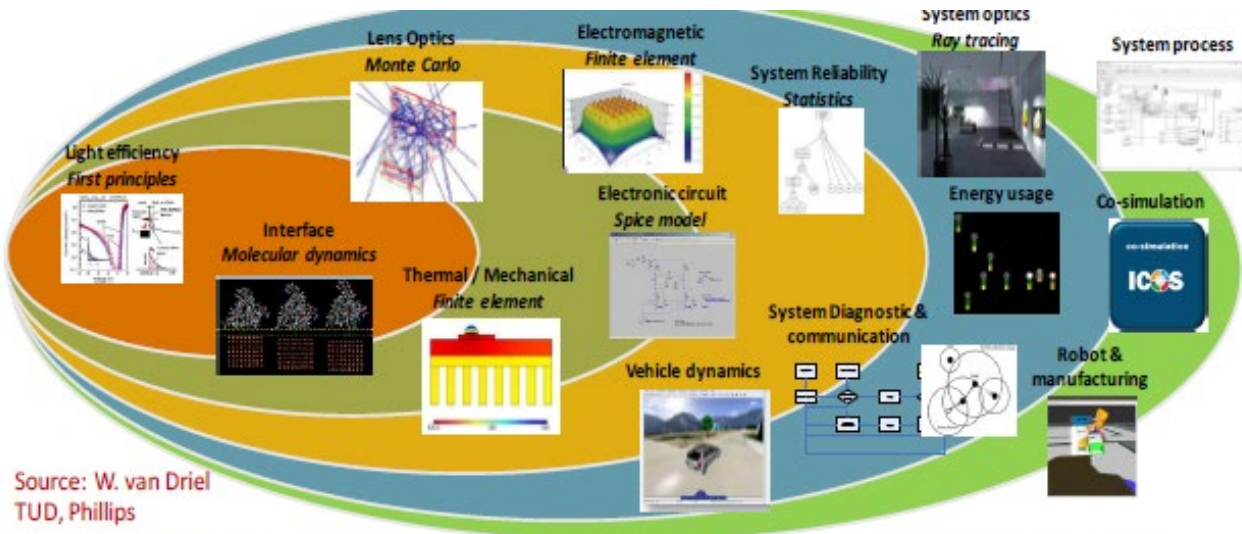 System optics
Ray tracing
Electromagnetic
Finite element
Lens Optics
Monte Carlo
System process
System Reliability
Statistics
Light efficiency
First principles
Electronic circuit
Spice model
Energy usage
Co-simulation
Interface
Molecular dynamics
co-simulation
ICOS
Thermal / Mechanical
Finite element
System Diagnostic &
communication
Vehicle dynamics
Robot &
manufacturing
Source: W. van Driel
TUD, Phillips